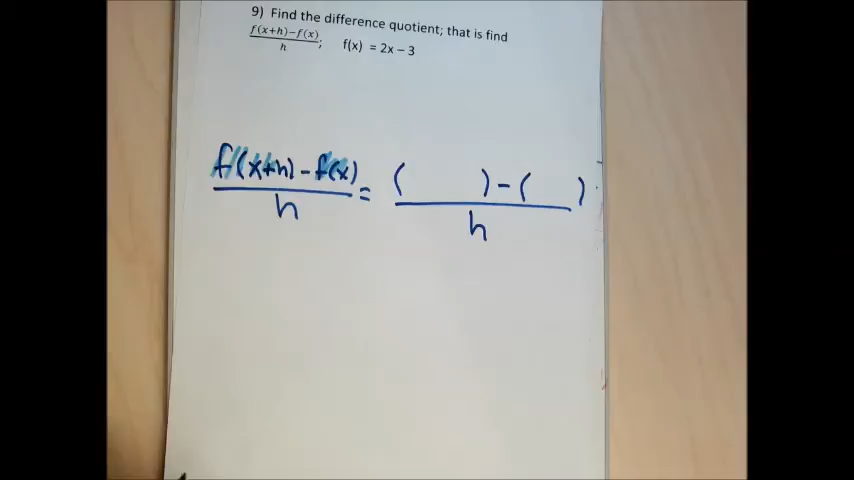 9) Find the difference quotient; that is find
f(x+h)−f(x)
h ; f(x) = 2x − 3
f(x+h) - f(x) = ( ) - ( )
h h